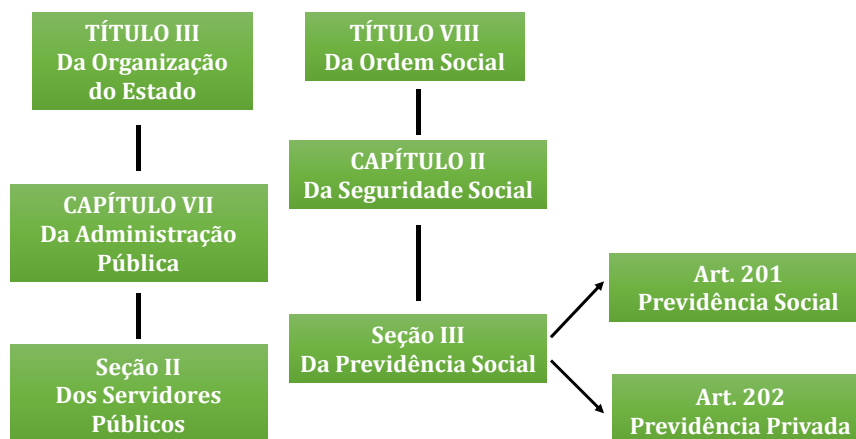 TÍTULO III
Da Organização
do Estado
CAPÍTULO VII
Da Administração
Pública
Seção II
Dos Servidores
Públicos
TÍTULO VIII
Da Ordem Social
CAPÍTULO II
Da Seguridade Social
Seção III
Da Previdência Social
Art. 201
Previdência Social
Art. 202
Previdência Privada